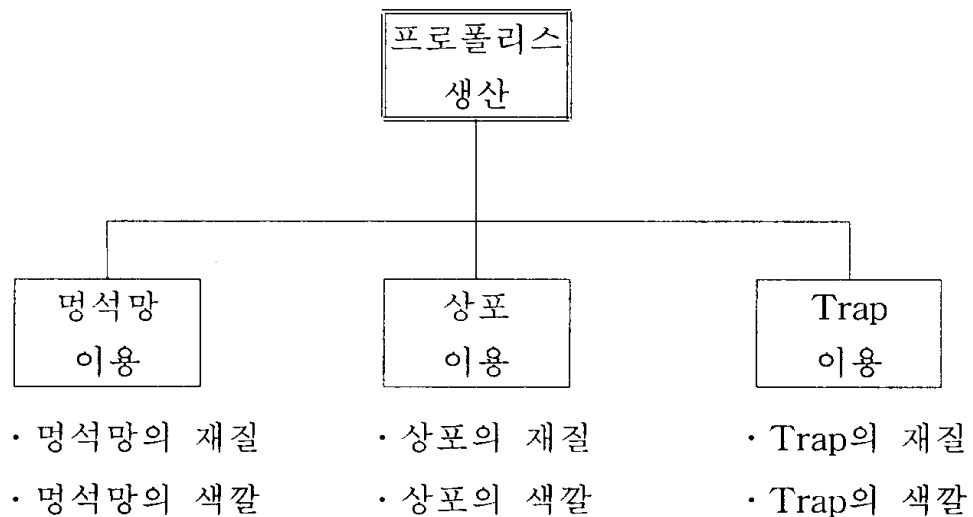 프로폴리스
생산
멍석망
이용
상포
이용
Trap
이용
· 멍석망의 재질
· 멍석망의 색깔
· 상포의 재질
· 상포의 색깔
· Trap의 재질
· Trap의 색깔